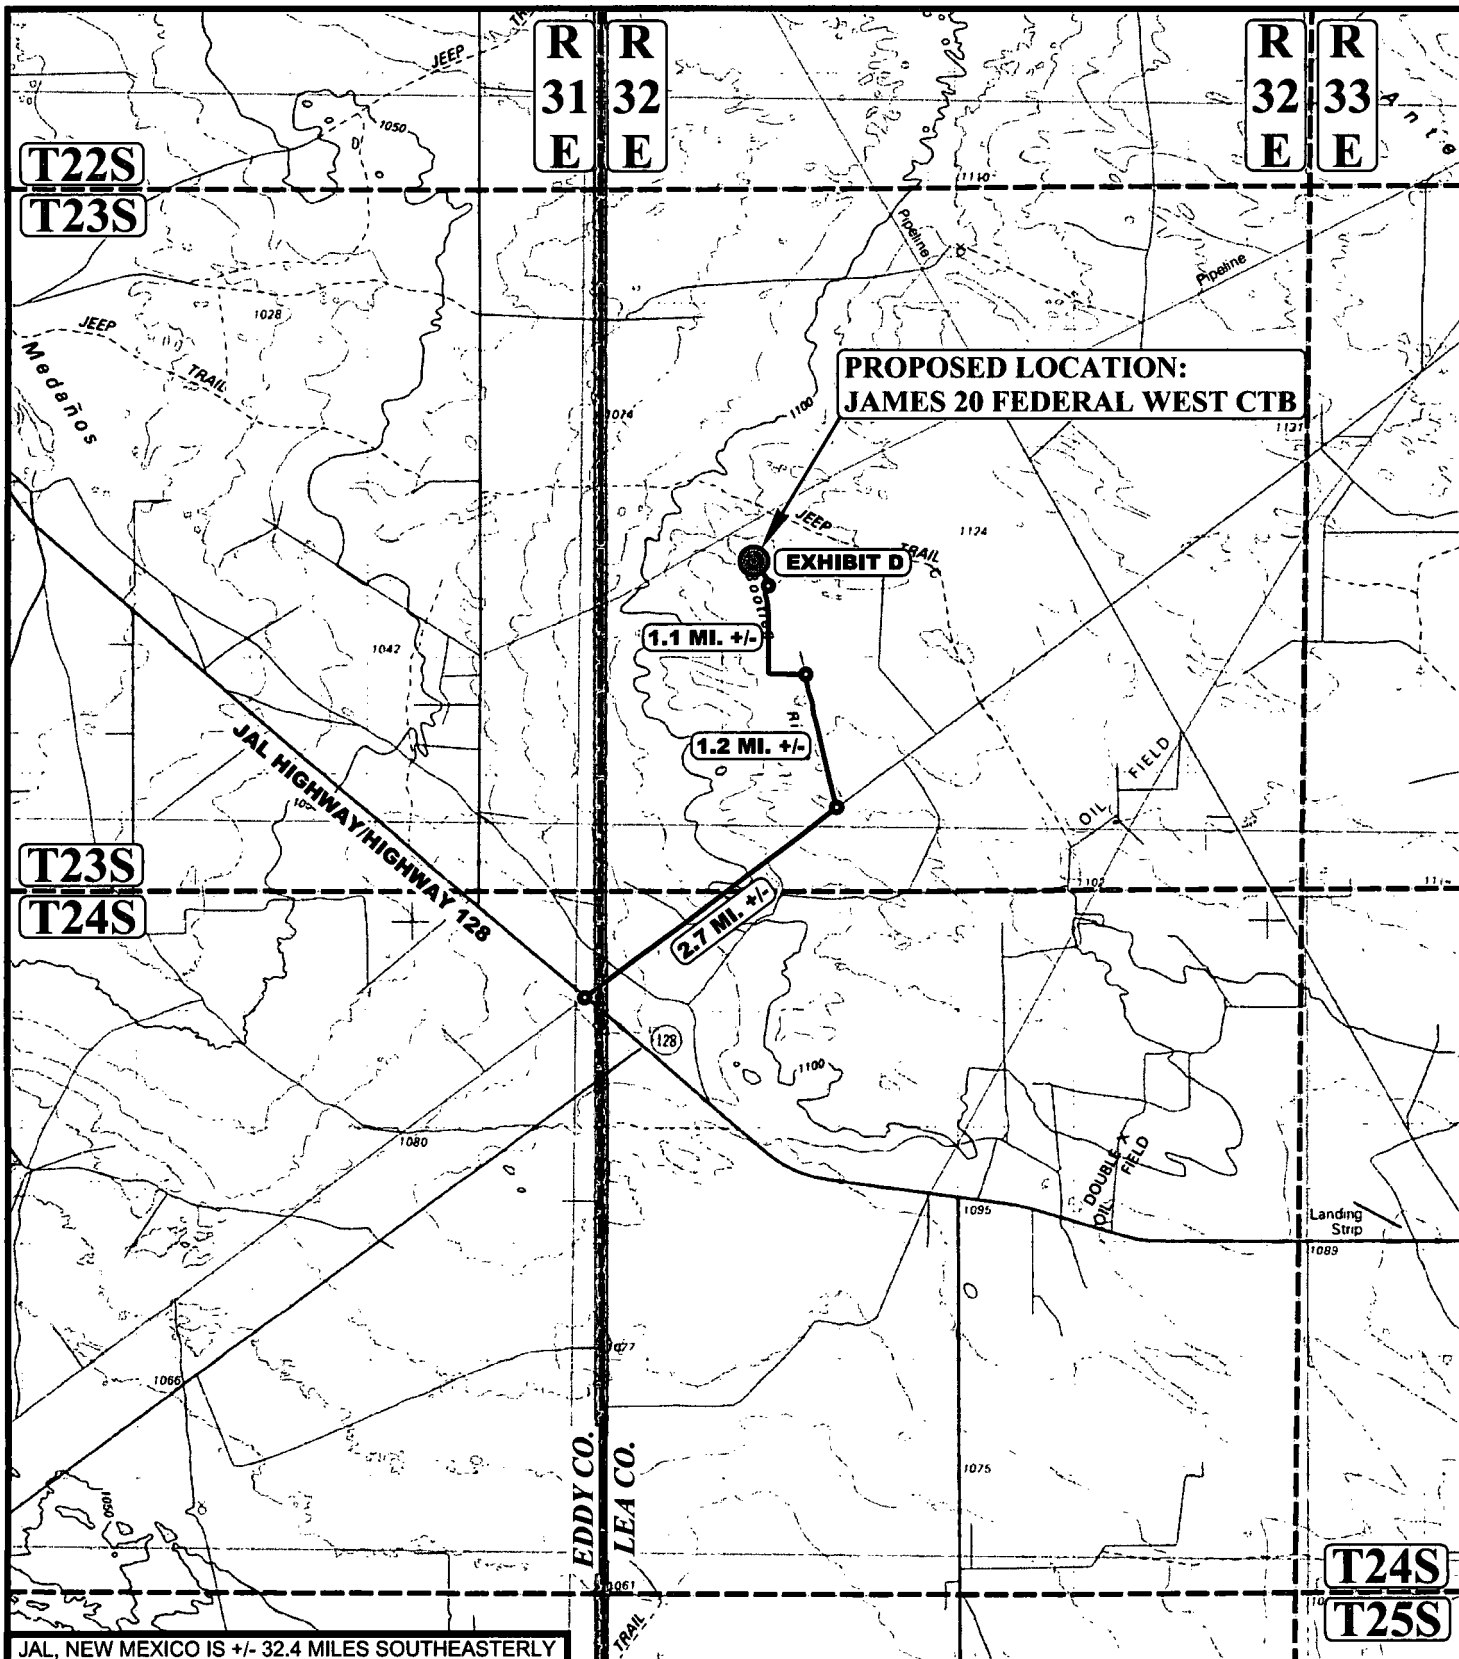 R R
31 32
E E
R R
32 33
E E
JEEP
TR
1050
Ante
T22S
T23S
1110
Pipeline
Pipeline
1028
JEEP
TRAIL
Medaños
1074
1100
PROPOSED LOCATION:
JAMES 20 FEDERAL WEST CTB
1131
JEEP
TRAIL
1124
EXHIBIT D
1.1 MI. +/-
1042
1.2 MI. +/-
JAL HIGHWAY/HIGHWAY 128
OIL FIELD
T23S
T24S
1102
2.7 MI. +/-
128
1100
1080
DOUBLE X
OIL FIELD
1095
Landing
Strip
1089
1077
1066
EDDY CO.
LEA CO.
1075
1050
T24S
T25S
1061
TRAIL
JAL, NEW MEXICO IS +/- 32.4 MILES SOUTHEASTERLY